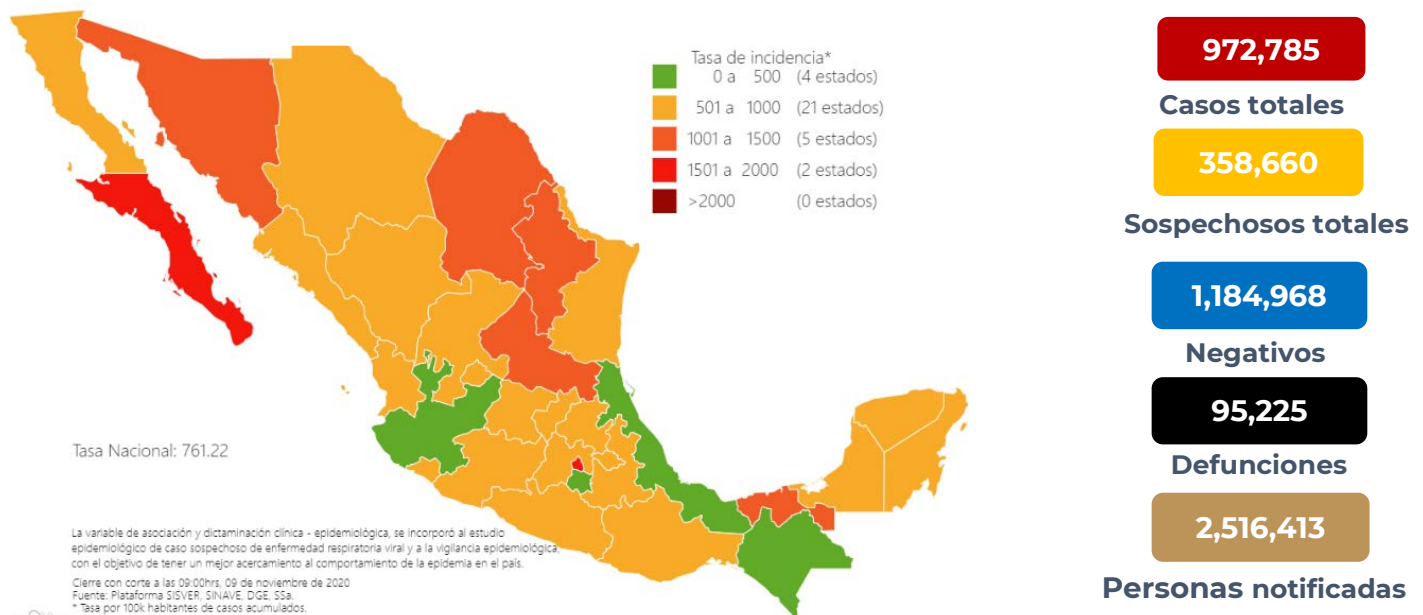 Tasa de incidencia*
0 a 500 (4 estados)
501 a 1000 (21 estados)
1001 a 1500 (5 estados)
1501 a 2000 (2 estados)
>2000 (0 estados)
Tasa Nacional: 761.22
La variable de asociación y dictaminación clínica - epidemiológica, se incorporó al estudio
epidemiológico de caso sospechoso de enfermedad respiratoria viral y a la vigilancia epidemiológica,
con el objetivo de tener un mejor acercamiento al comportamiento de la epidemia en el país.
Cierre con corte a las 09:00hrs, 09 de noviembre de 2020
Fuente: Plataforma SISVER, SINAVE, DGE, SSa.
* Tasa por 100k habitantes de casos acumulados.
972,785
Casos totales
358,660
Sospechosos totales
1,184,968
Negativos
95,225
Defunciones
2,516,413
Personas notificadas